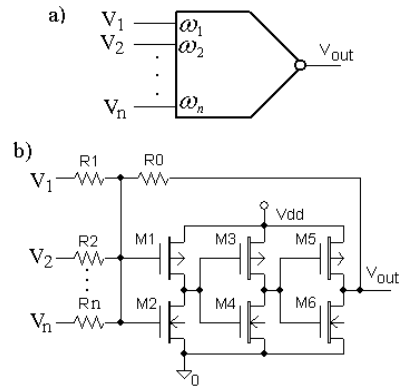 a)
V1 ω1
V2 ω2
Vn ωn
Vout
b)
R1 R0
V1
Vdd
R2 M1 M3 M5
V2
Vout
Rn M2 M4 M6
Vn
0